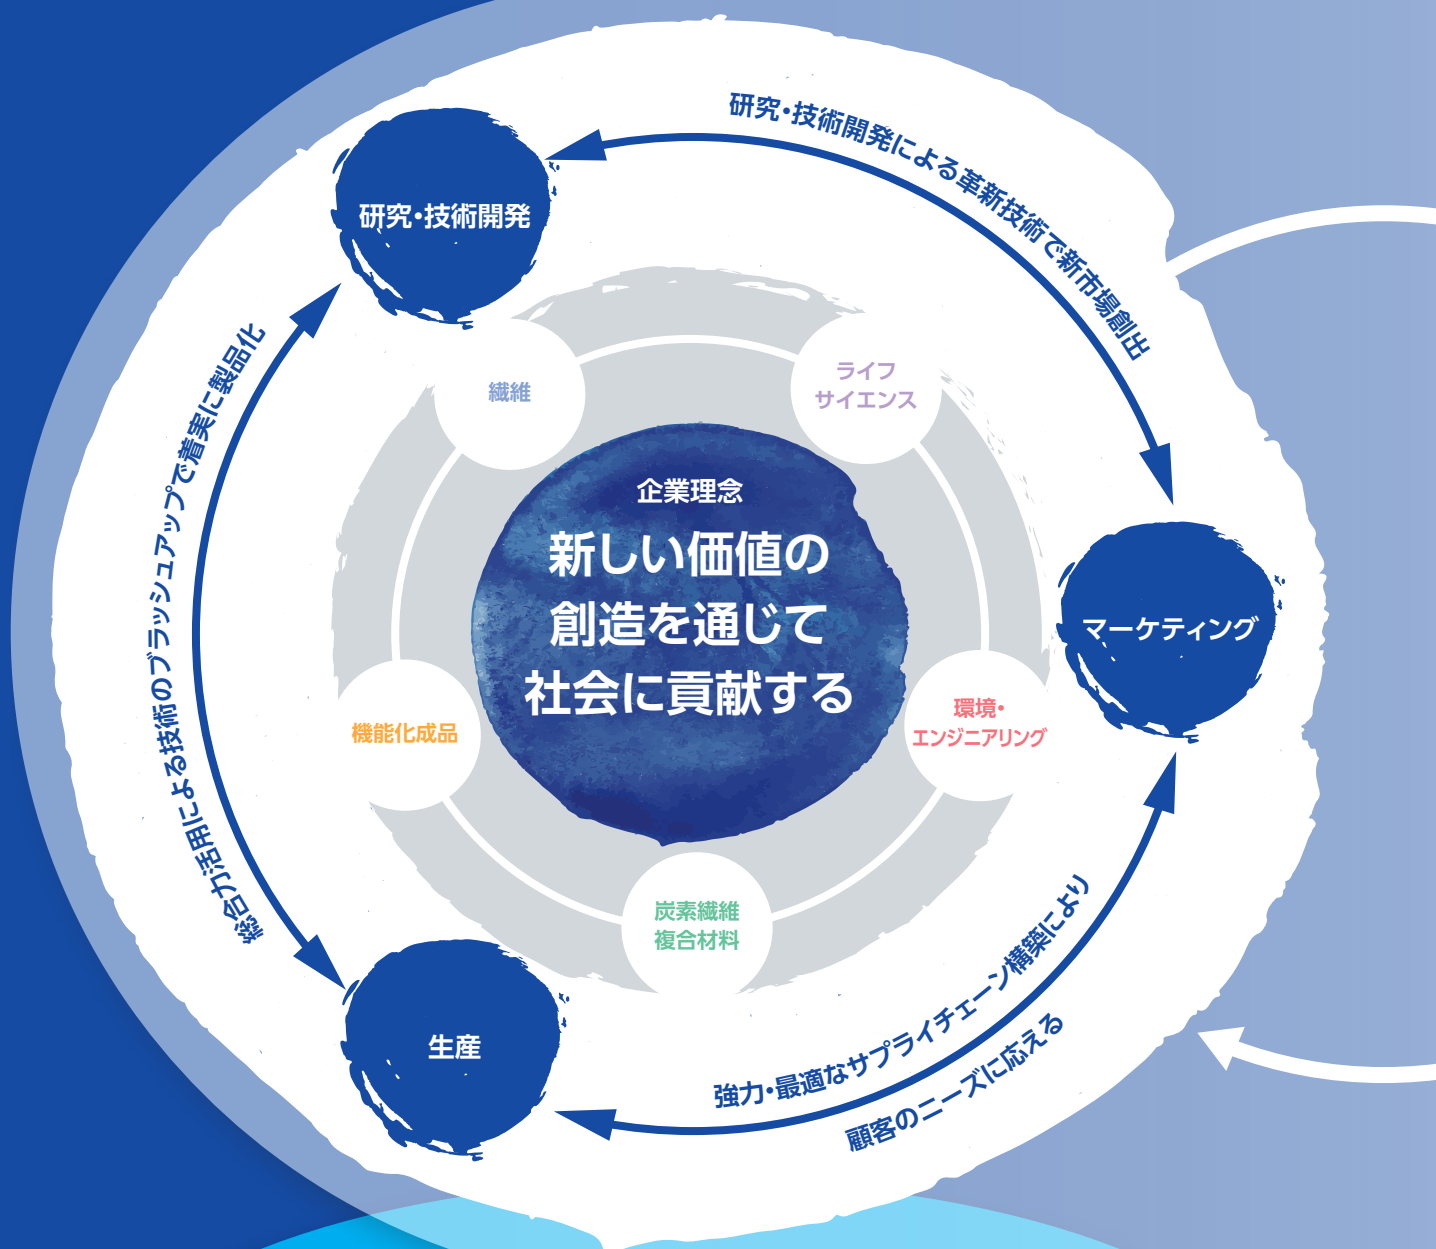 研究・技術開発による革新技術で新市場創出
研究・技術開発
総合力活用による技術のブラッシュアップで着実に製品化
繊維
ライフ
サイエンス
企業理念
新しい価値の
創造を通じて
社会に貢献する
マーケティング
機能化成品
環境・
エンジニアリング
炭素繊維
複合材料
生産
強力・最適なサプライチェーン構築により
顧客のニーズに応える